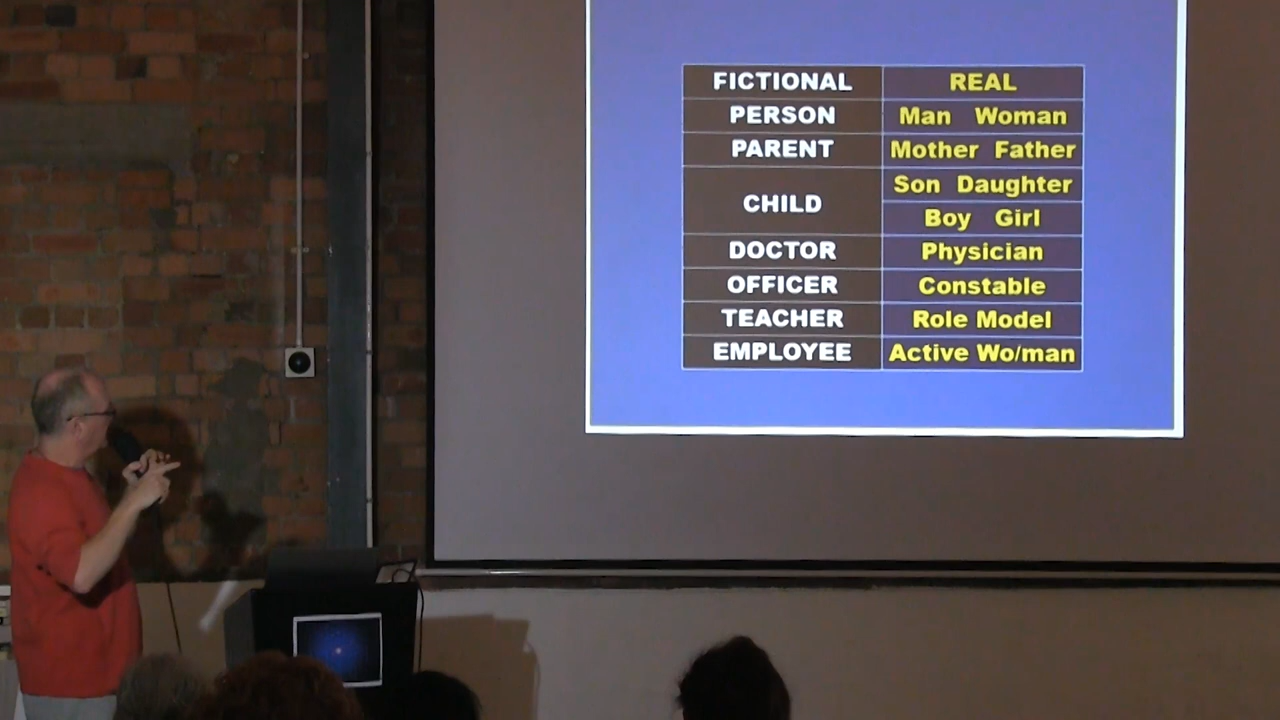 FICTIONAL REAL
PERSON Man Woman
PARENT Mother Father
CHILD Son Daughter
Boy Girl
DOCTOR Physician
OFFICER Constable
TEACHER Role Model
EMPLOYEE Active Wo/man